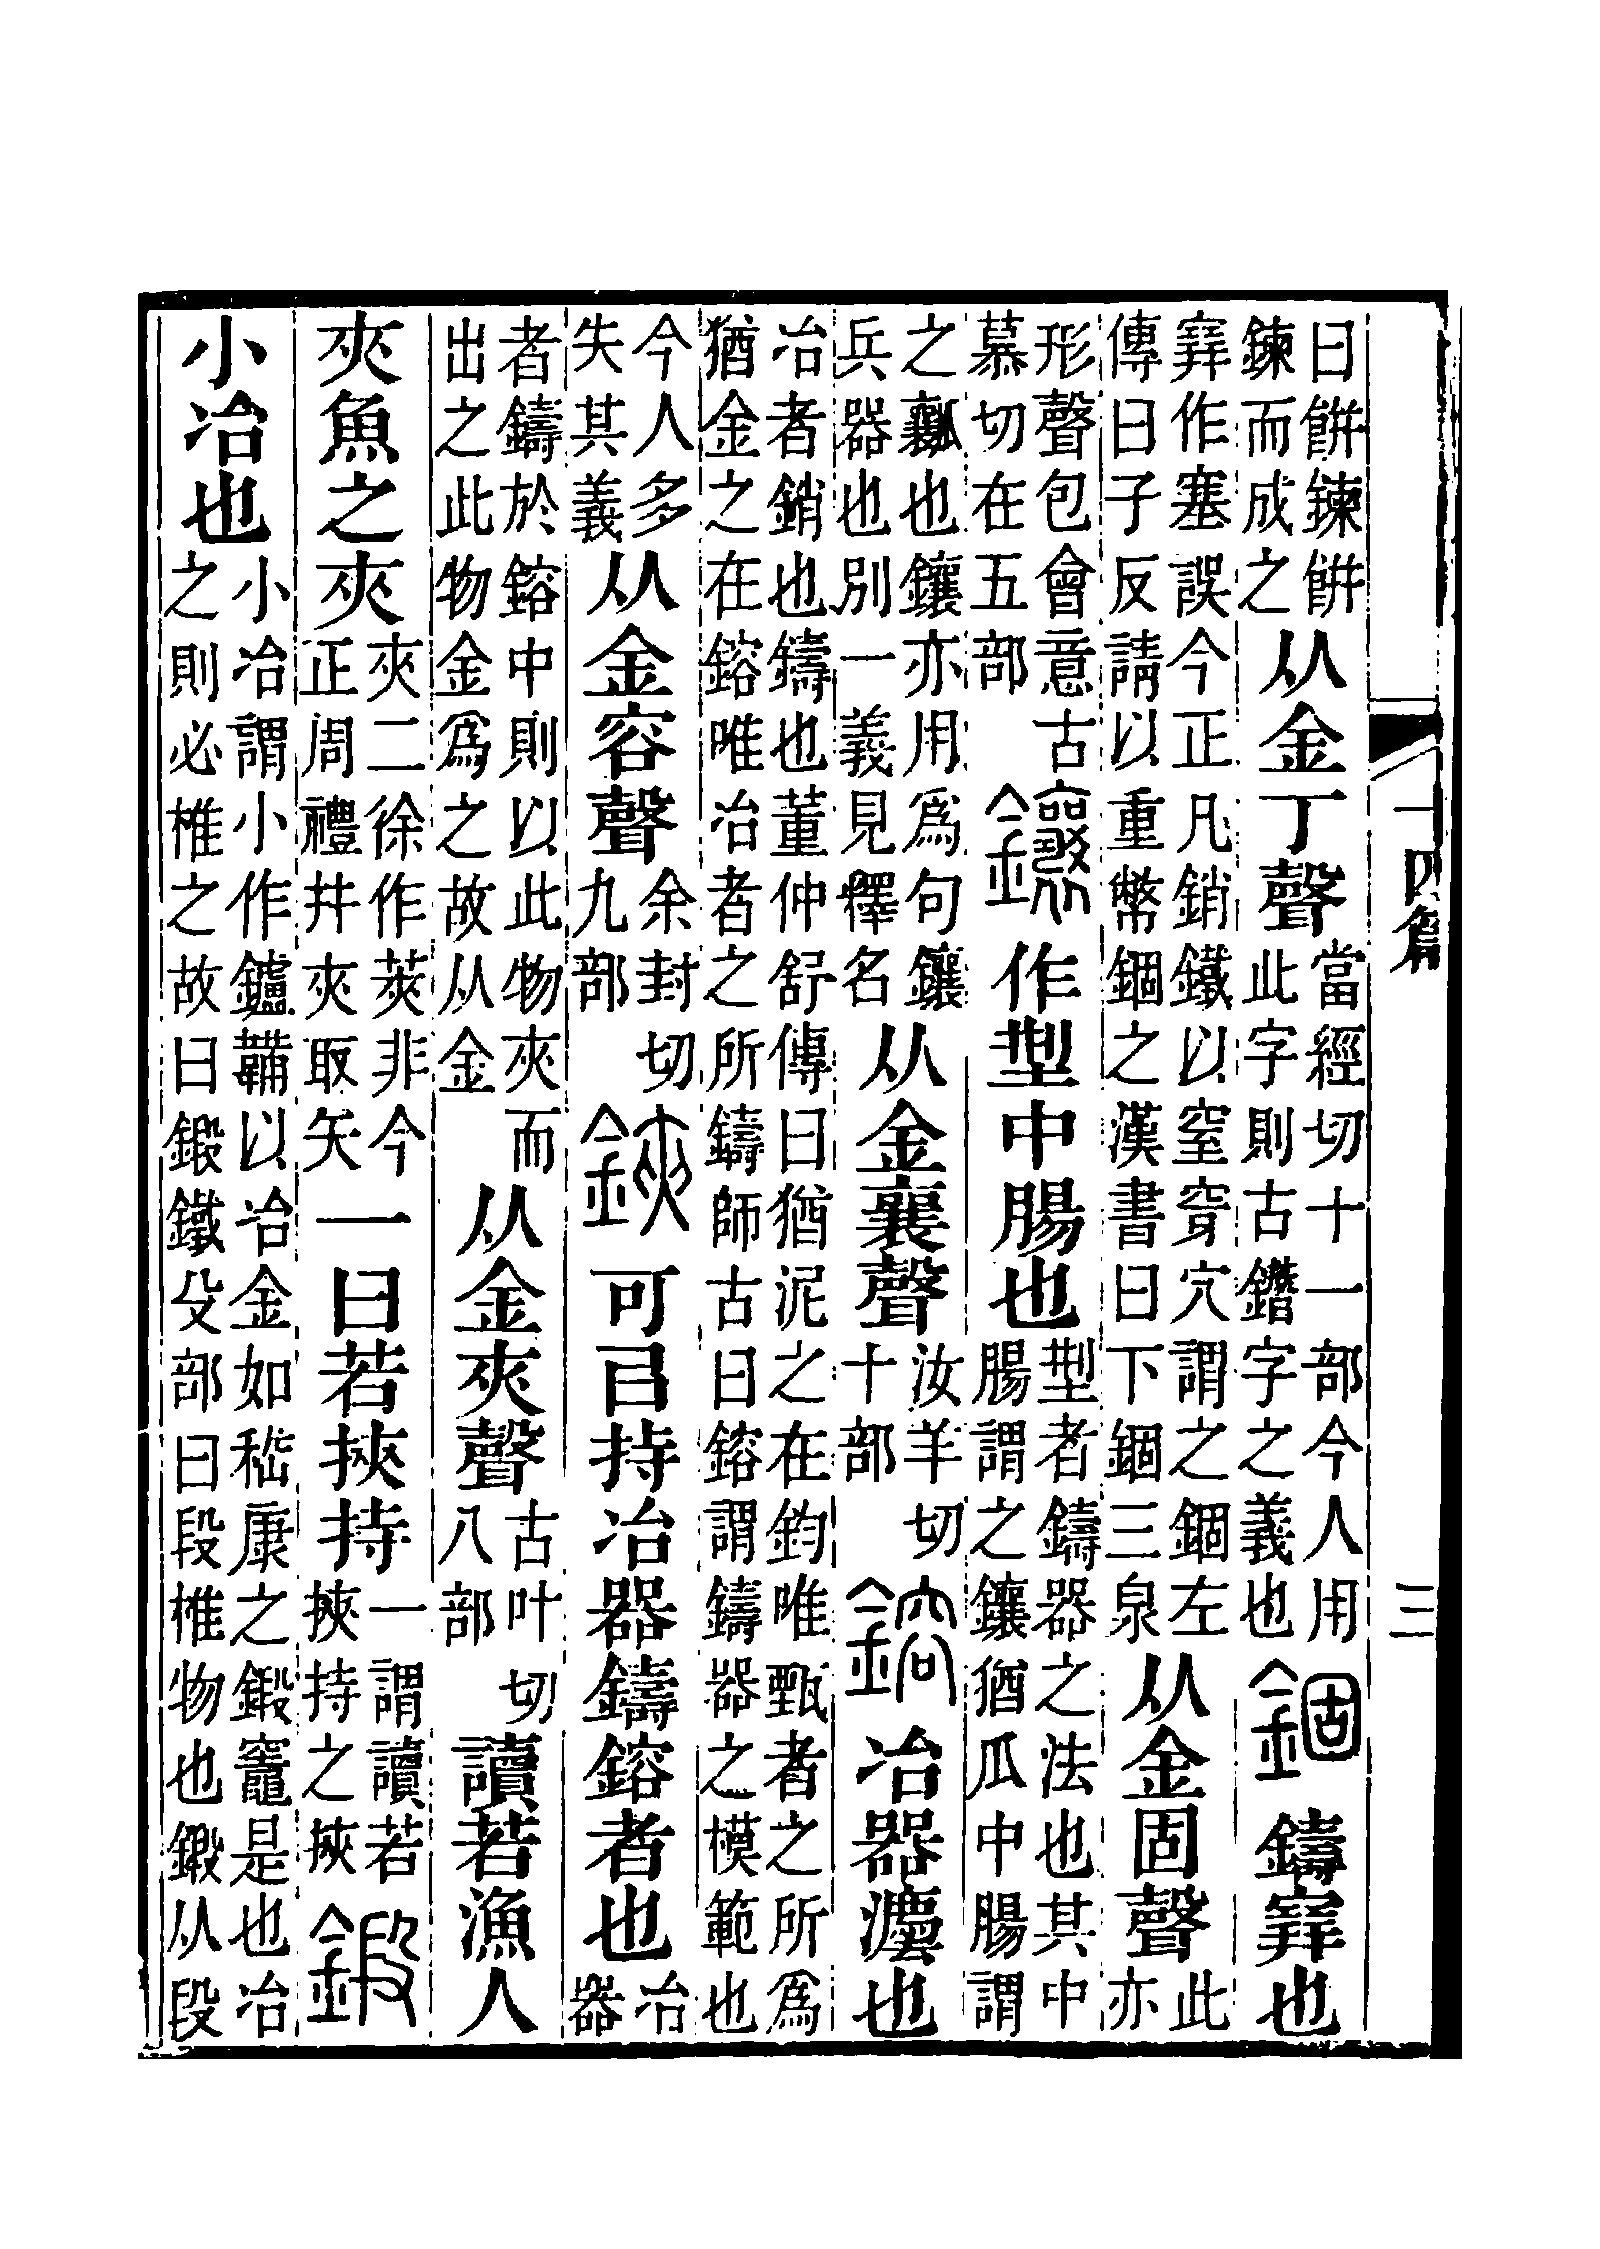 十四篇 三
曰餠鍊餠鍊而成之从金丁聲當經切十一部今人用此字則古鐕字之義也錮鑄𡫳也
𡫳作塞誤今正凡銷鐵以窒穿穴謂之錮左傳曰子反請以重幣錮之漢書曰下錮三泉从金固聲此亦
形聲包會意古慕切在五部鑲作型中腸也型者鑄器之法也其中腸謂之鑲猶瓜中腸謂
之瓤也鑲亦用爲句鑲兵器也別一義見釋名从金襄聲汝羊切十部鎔冶器灋也
冶者銷也鑄也董仲舒傳曰猶泥之在鈞唯甄者之所爲猶金之在鎔唯冶者之所鑄師古曰鎔謂鑄器之模範也
今人多失其義从金容聲余封切九部鋏可㠯持冶器鑄鎔者也冶器
者鑄於鎔中則以此物夾而出之此物金爲之故从金从金夾聲古叶切八部讀若漁人
夾魚之夾夾二徐作莢非今正周禮井夾取矢一曰若挾持一謂讀若挾持之挾鍛
小冶也小冶謂小作鑪鞴以冶金如嵇康之鍛竈是也冶之則必椎之故曰鍛鐵殳部曰段椎物也鍛从段